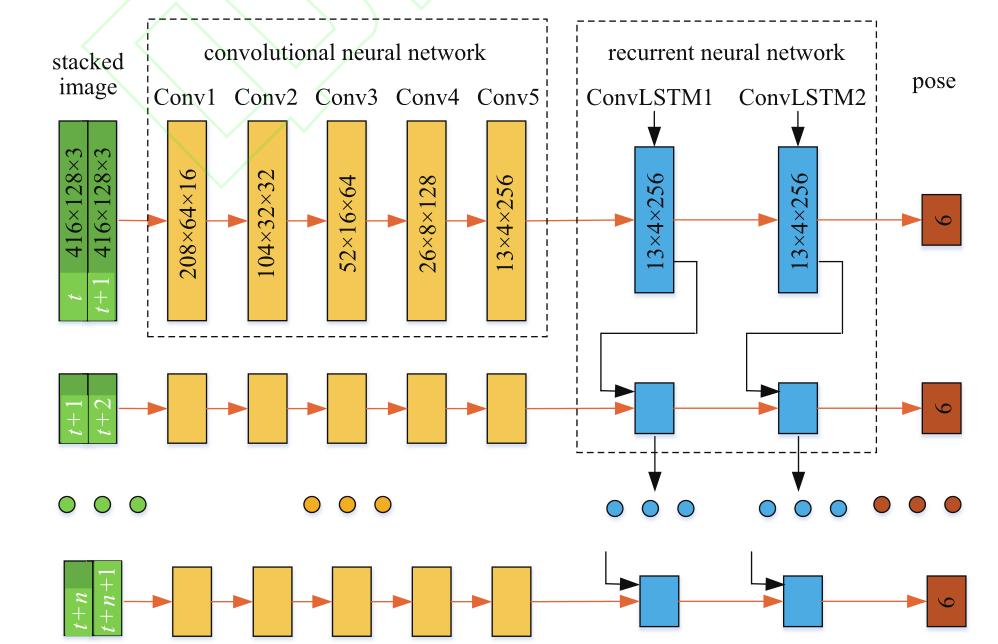 convolutional neural network
recurrent neural network
stacked
image
pose
Conv1
Conv2
Conv3
Conv4
Conv5
ConvLSTM1
ConvLSTM2
416×128×3
416×128×3
t
t+1
208×64×16
104×32×32
52×16×64
26×8×128
13×4×256
13×4×256
13×4×256
6
t+1
t+2
6
t+n
t+n+1
6